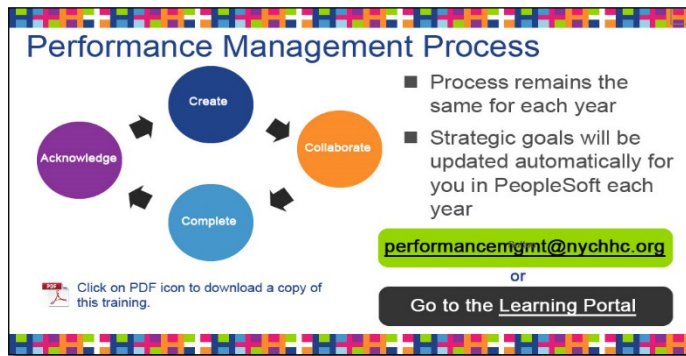 Performance Management Process
Create
Collaborate
Complete
Acknowledge
Process remains the
same for each year
Strategic goals will be
updated automatically for
you in PeopleSoft each
year
performancemgmt@nychhc.org
or
Go to the Learning Portal
PDF
Click on PDF icon to download a copy of
this training.